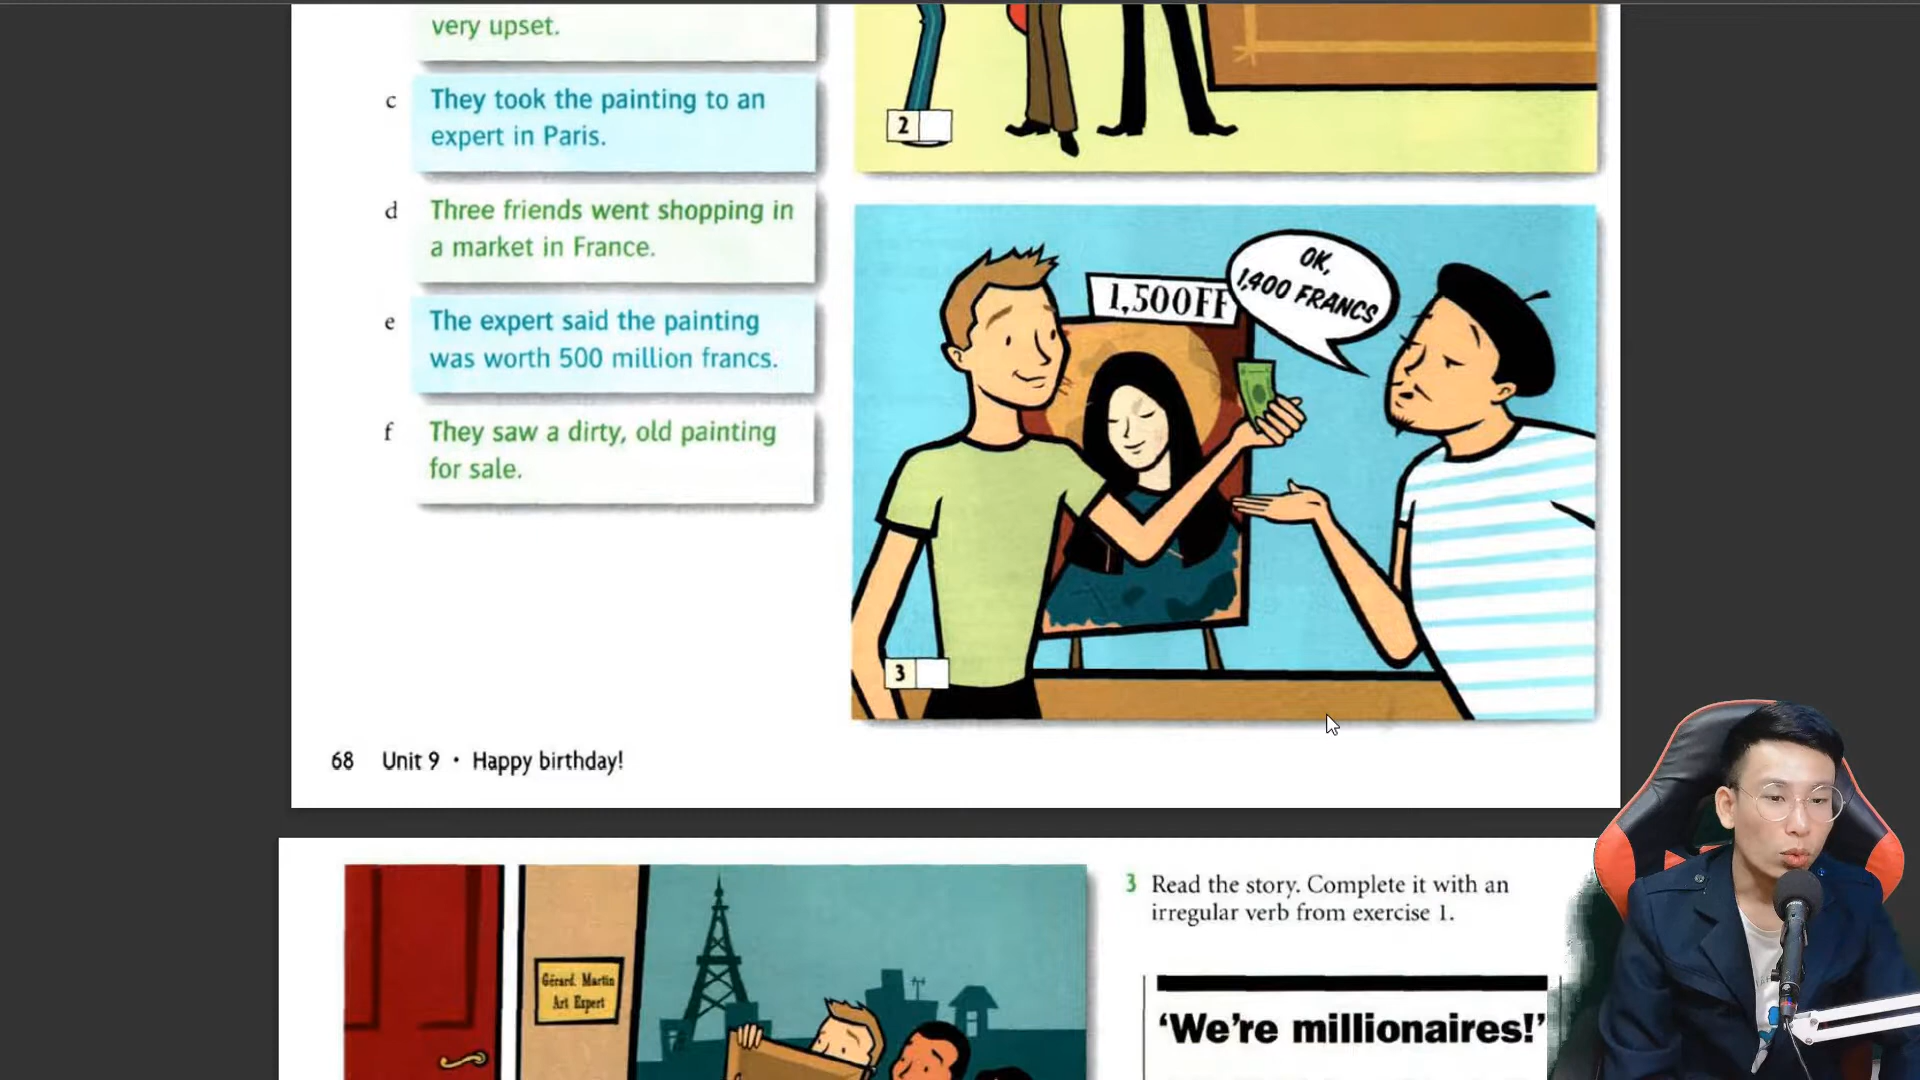 very upset.
c They took the painting to an
expert in Paris.
d Three friends went shopping in
a market in France.
e The expert said the painting
was worth 500 million francs.
f They saw a dirty, old painting
for sale.
2
1,500FF
OK,
1,400 FRANCS
3
68 Unit 9 • Happy birthday!
Gérard Martin
Art Expert
3 Read the story. Complete it with an
irregular verb from exercise 1.
‘We're millionaires!’